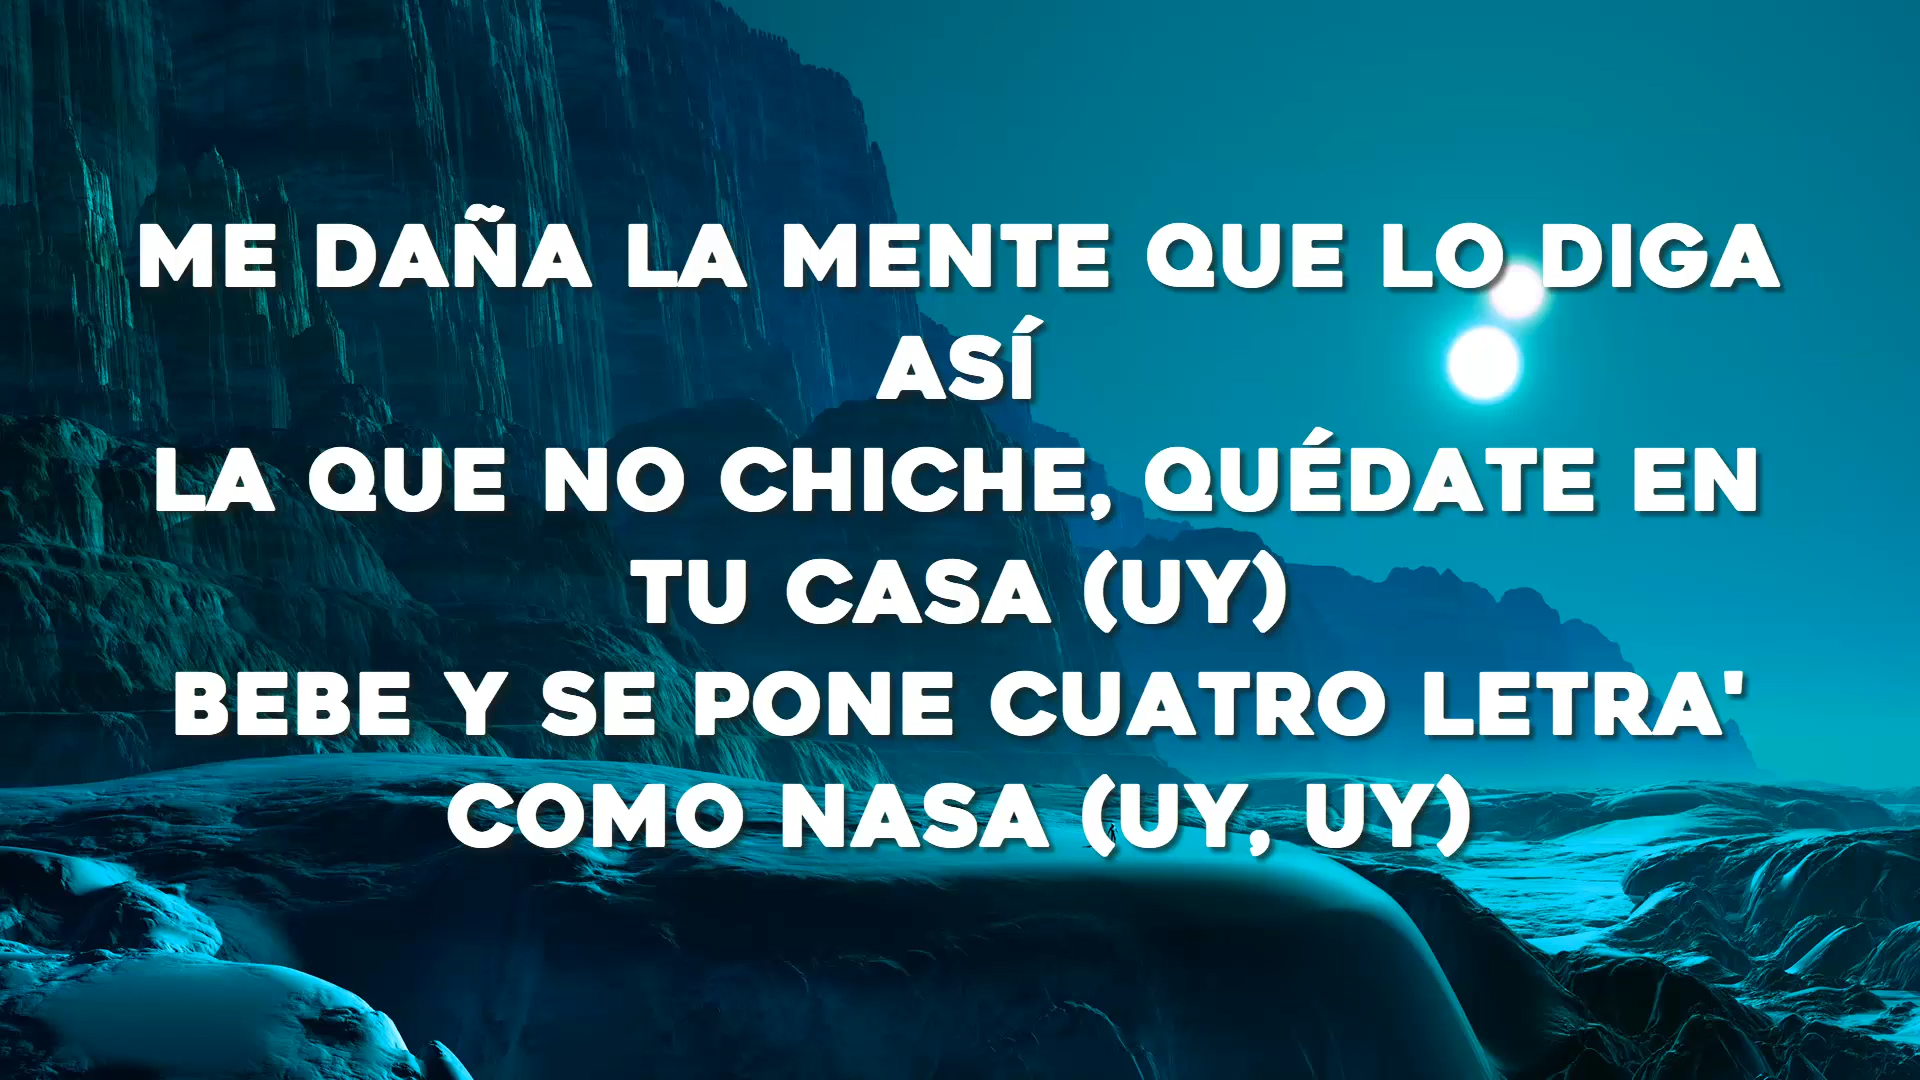 ME DAÑA LA MENTE QUE LO DIGA
ASÍ
LA QUE NO CHICHE, QUÉDATE EN
TU CASA (UY)
BEBE Y SE PONE CUATRO LETRA'
COMO NASA (UY, UY)